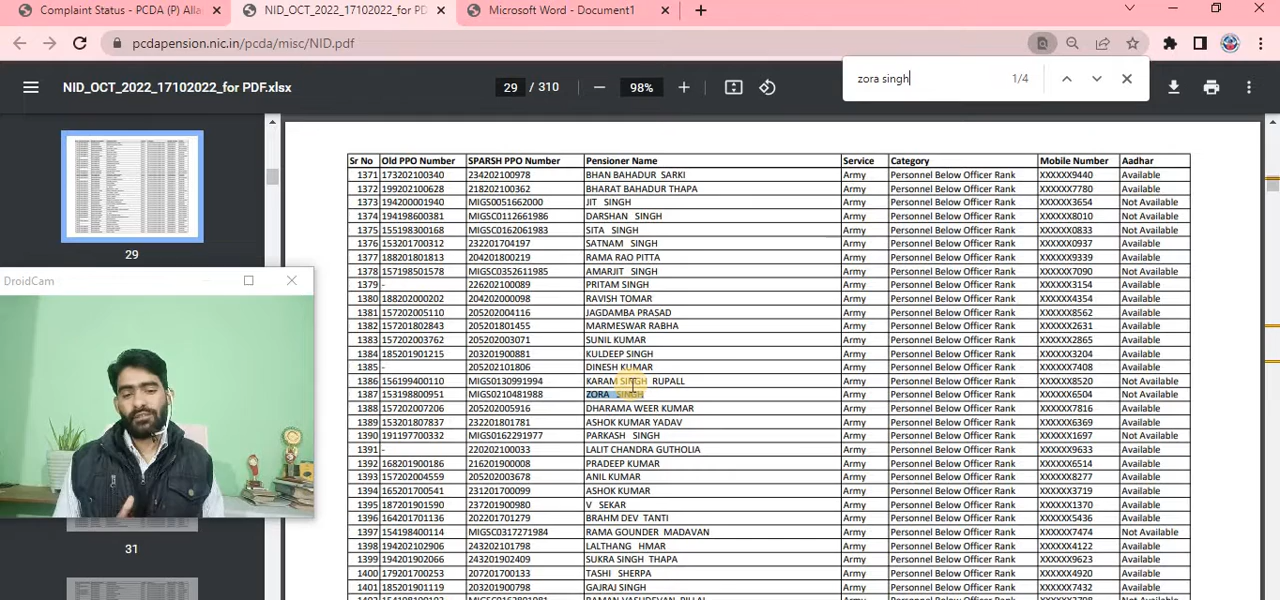 Complaint Status - PCDA (P) Alla
NID_OCT_2022_17102022_for PD
Microsoft Word - Document1
pcdapension.nic.in/pcda/misc/NID.pdf
zora singh 1/4
NID_OCT_2022_17102022_for PDF.xlsx
29 / 310
98%
29
DroidCam
31
Sr No Old PPO Number SPARSH PPO Number Pensioner Name Service Category Mobile Number Aadhar
1371 173202100340 234202100978 BHAN BAHADUR SARKI Army Personnel Below Officer Rank XXXXXX9440 Available
1372 199202100628 218202100362 BHARAT BAHADUR THAPA Army Personnel Below Officer Rank XXXXXX7780 Available
1373 194200001940 MIGS0051662000 JIT SINGH Army Personnel Below Officer Rank XXXXXX3654 Not Available
1374 194198600381 MIGSC0112661986 DARSHAN SINGH Army Personnel Below Officer Rank XXXXXX8010 Not Available
1375 155198300168 MIGSC0162061983 SITA SINGH Army Personnel Below Officer Rank XXXXXX0833 Not Available
1376 153201700312 232201704197 SATNAM SINGH Army Personnel Below Officer Rank XXXXXX0937 Available
1377 188201801813 204201800219 RAMA RAO PITTA Army Personnel Below Officer Rank XXXXXX9339 Available
1378 157198501578 MIGSC0352611985 AMARJIT SINGH Army Personnel Below Officer Rank XXXXXX7090 Not Available
1379 - 226202100089 PRITAM SINGH Army Personnel Below Officer Rank XXXXXX3154 Available
1380 188202000202 204202000098 RAVISH TOMAR Army Personnel Below Officer Rank XXXXXX4354 Available
1381 157202005110 205202004116 JAGDAMBA PRASAD Army Personnel Below Officer Rank XXXXXX8562 Available
1382 157201802843 205201801455 MARMESWAR RABHA Army Personnel Below Officer Rank XXXXXX2631 Available
1383 157202003762 205202003071 SUNIL KUMAR Army Personnel Below Officer Rank XXXXXX2865 Available
1384 185201901215 203201900881 KULDEEP SINGH Army Personnel Below Officer Rank XXXXXX3204 Available
1385 - 205202101806 DINESH KUMAR Army Personnel Below Officer Rank XXXXXX7408 Available
1386 156199400110 MIGS0130991994 KARAM SINGH RUPALL Army Personnel Below Officer Rank XXXXXX8520 Not Available
1387 153198800951 MIGS0210481988 ZORA SINGH Army Personnel Below Officer Rank XXXXXX6504 Not Available
1388 157202007206 205202005916 DHARAMA WEER KUMAR Army Personnel Below Officer Rank XXXXXX7816 Available
1389 153201807837 232201801781 ASHOK KUMAR YADAV Army Personnel Below Officer Rank XXXXXX6369 Available
1390 191197700332 MIGS0162291977 PARKASH SINGH Army Personnel Below Officer Rank XXXXXX1697 Not Available
1391 - 220202100033 LALIT CHANDRA GUTHOLIA Army Personnel Below Officer Rank XXXXXX9633 Available
1392 168201900186 216201900008 PRADEEP KUMAR Army Personnel Below Officer Rank XXXXXX6514 Available
1393 157202004559 205202003678 ANIL KUMAR Army Personnel Below Officer Rank XXXXXX8277 Available
1394 165201700541 231201700099 ASHOK KUMAR Army Personnel Below Officer Rank XXXXXX3719 Available
1395 187201901590 237201900980 V SEKAR Army Personnel Below Officer Rank XXXXXX1370 Available
1396 164201701136 202201701279 BRAHM DEV TANTI Army Personnel Below Officer Rank XXXXXX5436 Available
1397 154198400114 MIGSC0317271984 RAMA GOUNDER MADAVAN Army Personnel Below Officer Rank XXXXXX7474 Not Available
1398 194202102906 243202101798 LALTHANG HMAR Army Personnel Below Officer Rank XXXXXX4122 Available
1399 194201902066 243201902409 SUKRA SINGH THAPA Army Personnel Below Officer Rank XXXXXX9623 Available
1400 179201700253 207201700133 TASHI SHERPA Army Personnel Below Officer Rank XXXXXX4920 Available
1401 185201901119 203201900798 GAJRAJ SINGH Army Personnel Below Officer Rank XXXXXX7432 Available